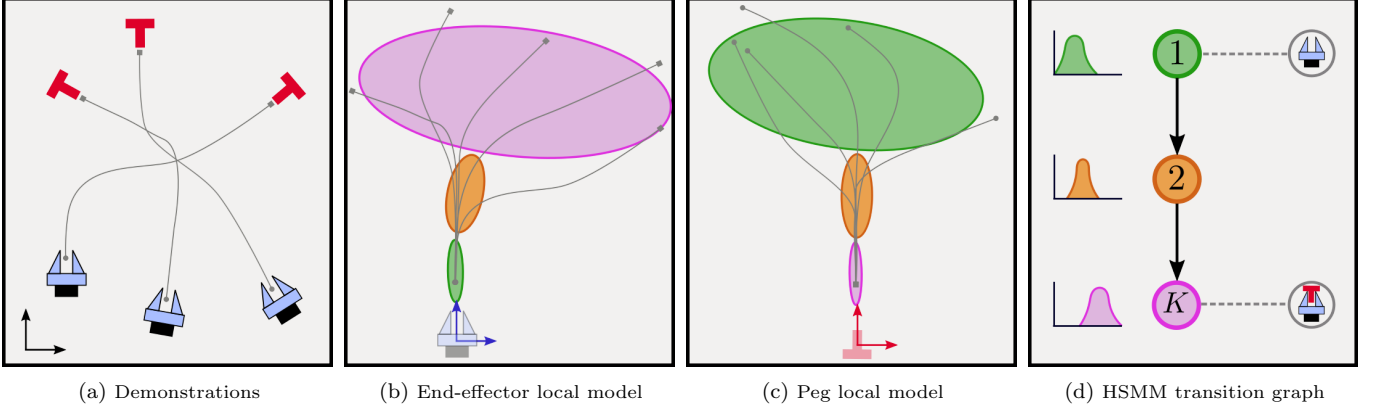 1
2
K
(a) Demonstrations
(b) End-effector local model
(c) Peg local model
(d) HSMM transition graph